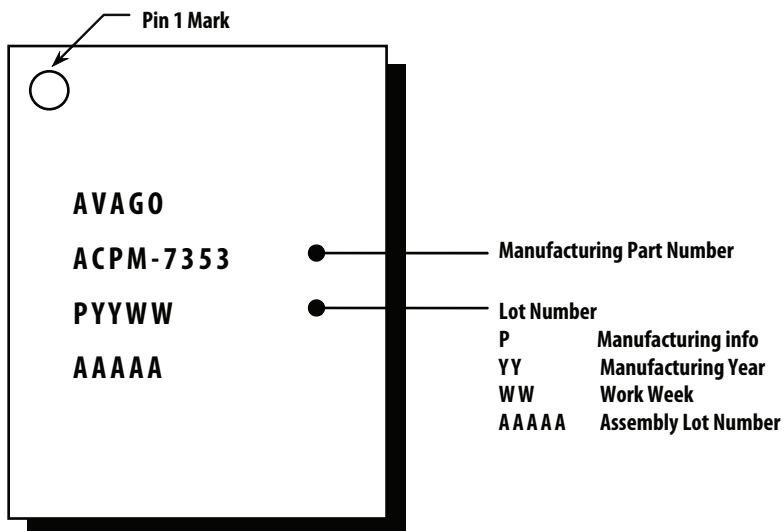 Pin 1 Mark
AVAGO
ACPM-7353
PYYWW
AAAAA
Manufacturing Part Number
Lot Number
P Manufacturing info
YY Manufacturing Year
WW Work Week
AAAAA Assembly Lot Number